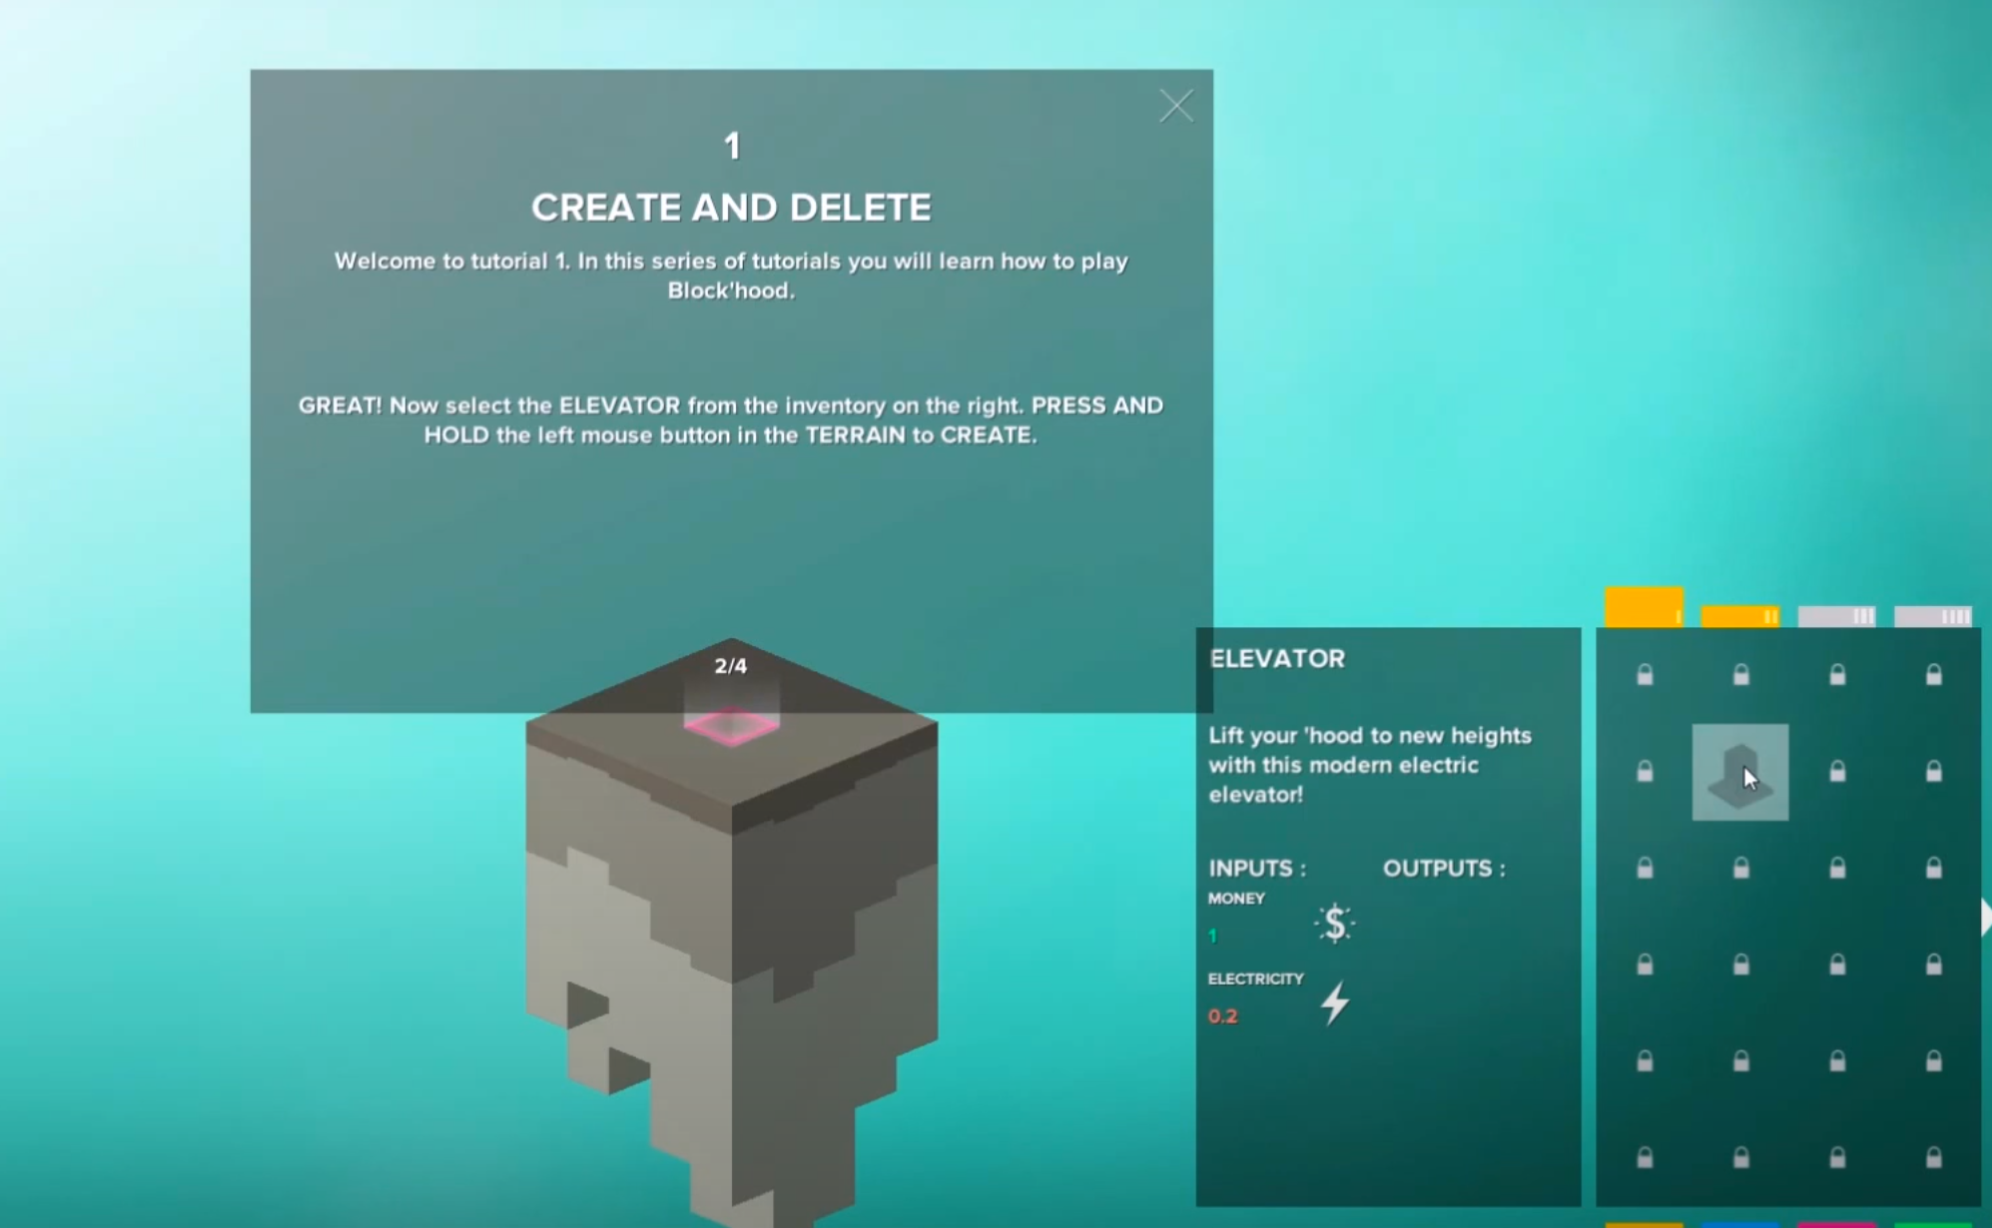 1
CREATE AND DELETE
Welcome to tutorial 1. In this series of tutorials you will learn how to play
Block'hood.
GREAT! Now select the ELEVATOR from the inventory on the right. PRESS AND
HOLD the left mouse button in the TERRAIN to CREATE.
2/4
ELEVATOR
Lift your 'hood to new heights
with this modern electric
elevator!
INPUTS : OUTPUTS :
MONEY
1
$
ELECTRICITY
0.2